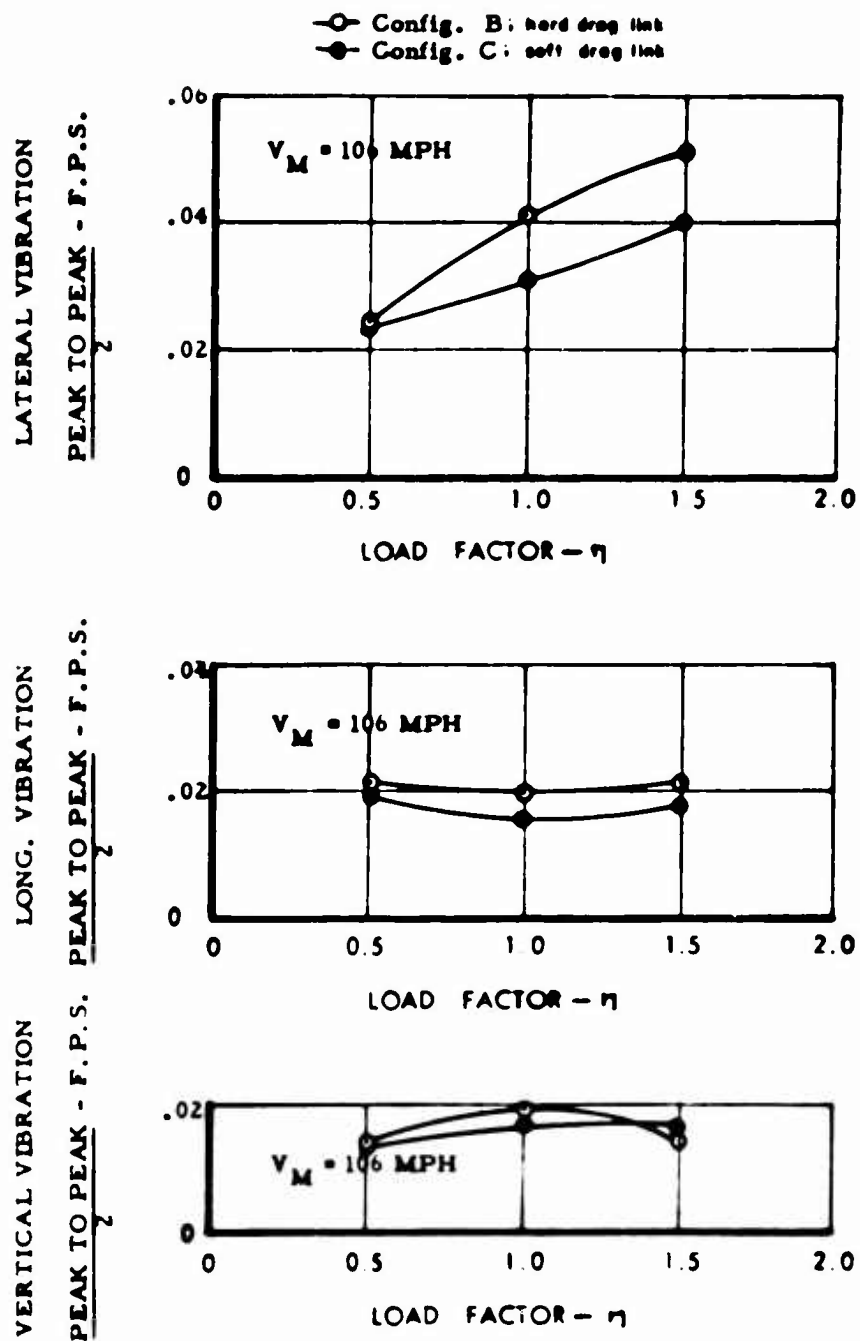 Config. B: hard drag link
Config. C: soft drag link
LATERAL VIBRATION
PEAK TO PEAK - F.P.S.
2
.06
.04
.02
0
V_M = 106 MPH
0 0.5 1.0 1.5 2.0
LOAD FACTOR — η
LONG. VIBRATION
PEAK TO PEAK - F.P.S.
2
.04
.02
0
V_M = 106 MPH
0 0.5 1.0 1.5 2.0
LOAD FACTOR — η
VERTICAL VIBRATION
PEAK TO PEAK - F.P.S.
2
.02
0
V_M = 106 MPH
0 0.5 1.0 1.5 2.0
LOAD FACTOR — η